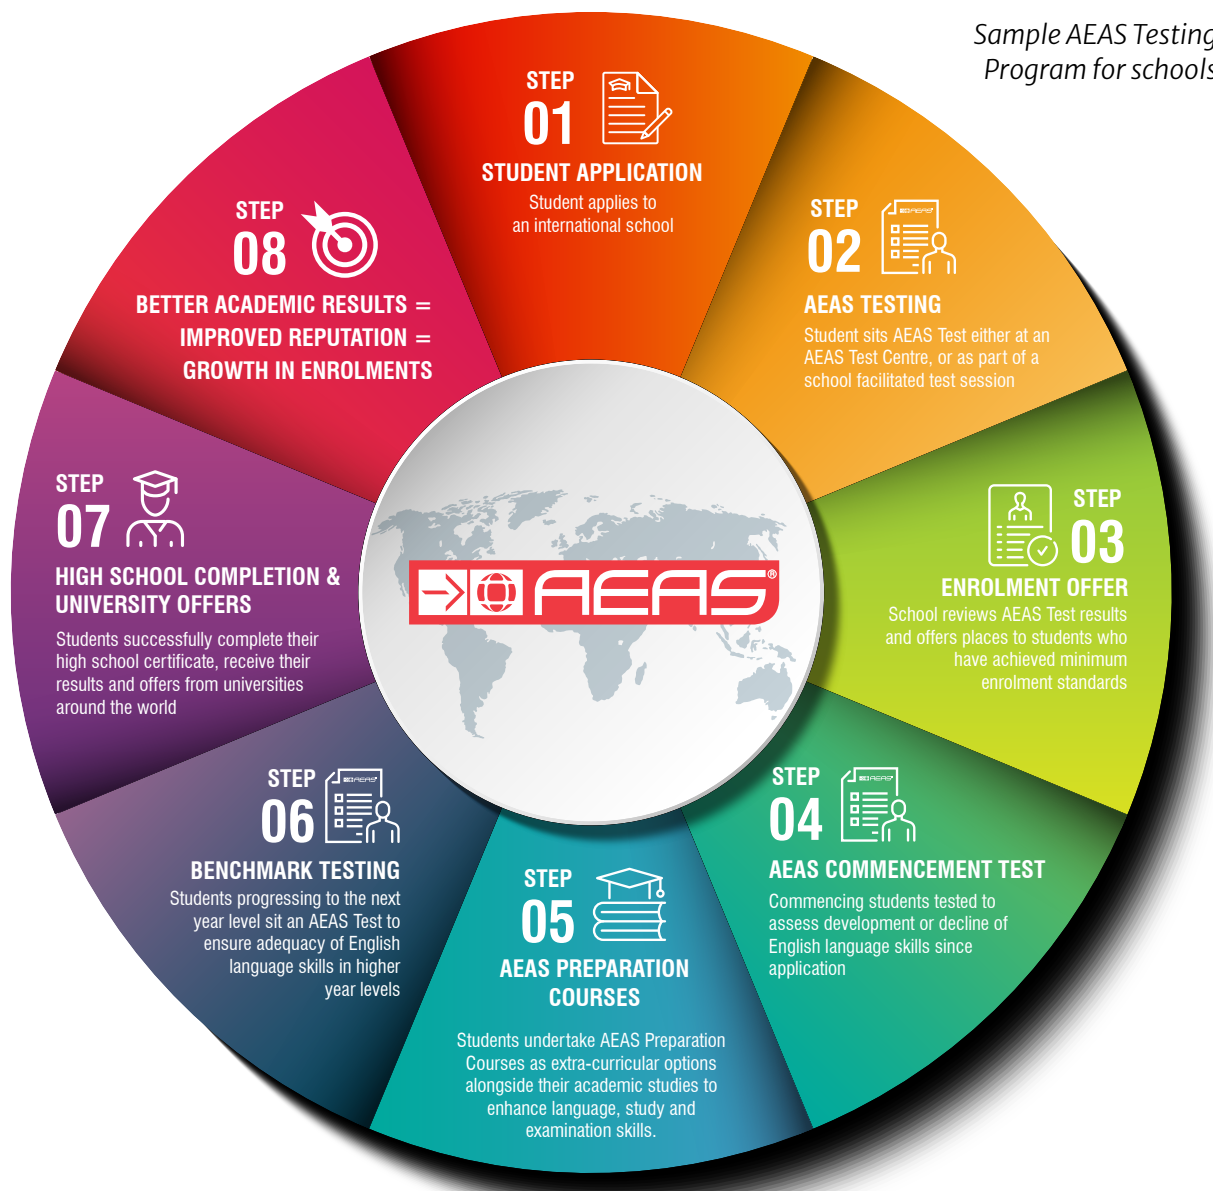 Sample AEAS Testing
Program for schools
STEP
01
STUDENT APPLICATION
Student applies to
an international school
STEP
02
AEAS TESTING
Student sits AEAS Test either at an
AEAS Test Centre, or as part of a
school facilitated test session
STEP
03
ENROLMENT OFFER
School reviews AEAS Test results
and offers places to students who
have achieved minimum
enrolment standards
STEP
04
AEAS COMMENCEMENT TEST
Commencing students tested to
assess development or decline of
English language skills since
application
STEP
05
AEAS PREPARATION
COURSES
Students undertake AEAS Preparation
Courses as extra-curricular options
alongside their academic studies to
enhance language, study and
examination skills.
STEP
06
BENCHMARK TESTING
Students progressing to the next
year level sit an AEAS Test to
ensure adequacy of English
language skills in higher
year levels
STEP
07
HIGH SCHOOL COMPLETION &
UNIVERSITY OFFERS
Students successfully complete their
high school certificate, receive their
results and offers from universities
around the world
STEP
08
BETTER ACADEMIC RESULTS =
IMPROVED REPUTATION =
GROWTH IN ENROLMENTS
AEAS®
AEAS
AEAS
AEAS